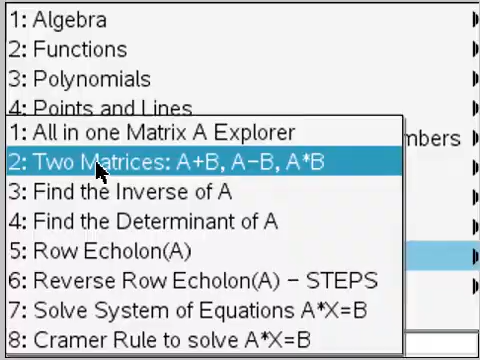 1: Algebra
2: Functions
3: Polynomials
4: Points and Lines
mbers
1: All in one Matrix A Explorer
2: Two Matrices: A+B, A−B, A*B
3: Find the Inverse of A
4: Find the Determinant of A
5: Row Echolon(A)
6: Reverse Row Echolon(A) − STEPS
7: Solve System of Equations A*X=B
8: Cramer Rule to solve A*X=B